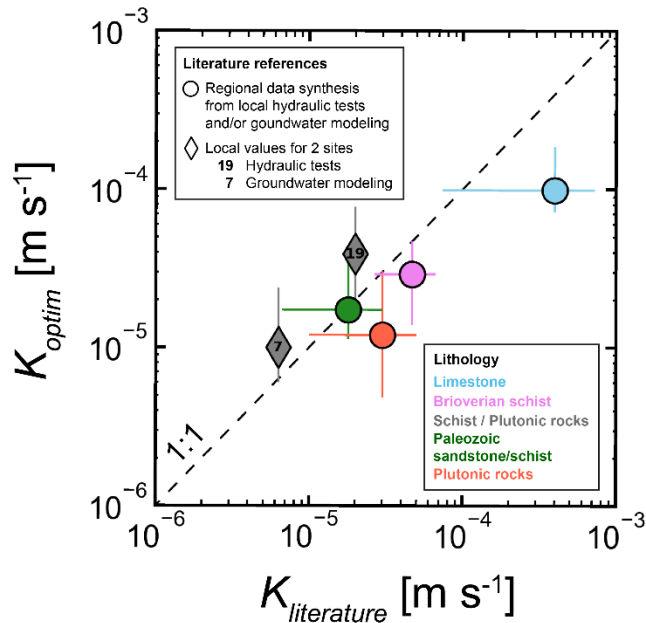 10⁻³
Literature references
Regional data synthesis
from local hydraulic tests
and/or goundwater modeling
Local values for 2 sites
19 Hydraulic tests
7 Groundwater modeling
10⁻⁴
19
K_optim [m s⁻¹]
10⁻⁵
7
Lithology
Limestone
Brioverian schist
Schist / Plutonic rocks
Paleozoic
sandstone/schist
Plutonic rocks
1:1
10⁻⁶
10⁻⁶ 10⁻⁵ 10⁻⁴ 10⁻³
K_literature [m s⁻¹]